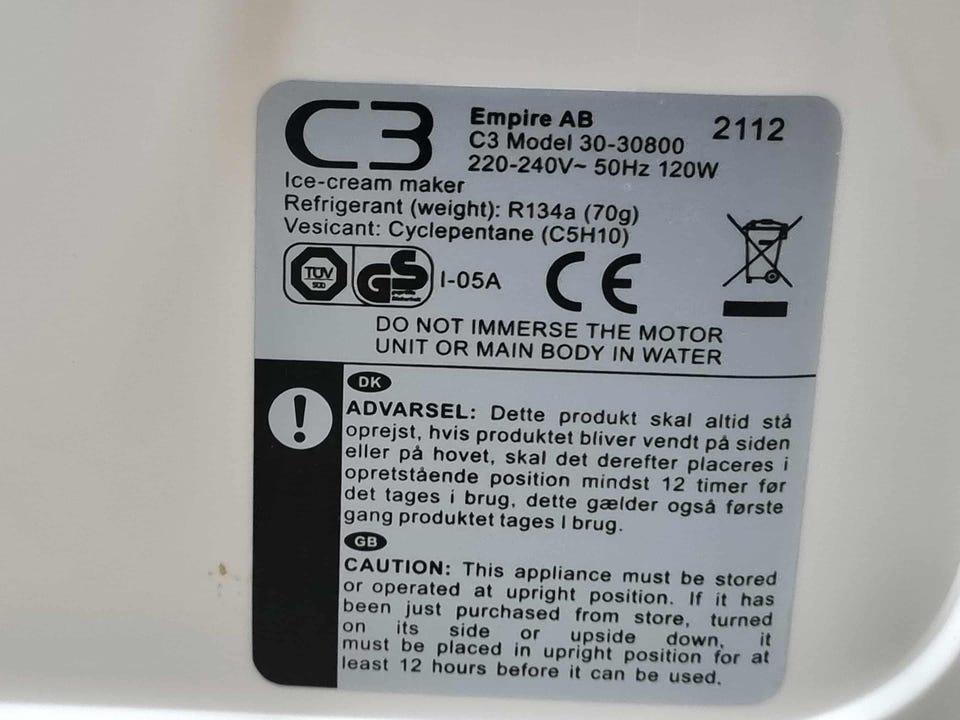 C3
Empire AB
C3 Model 30-30800
220-240V~ 50Hz 120W
2112
Ice-cream maker
Refrigerant (weight): R134a (70g)
Vesicant: Cyclepentane (C5H10)
TÜV
SÜD
GS
I-05A
CE
DO NOT IMMERSE THE MOTOR
UNIT OR MAIN BODY IN WATER
!
DK
ADVARSEL: Dette produkt skal altid stå
oprejst, hvis produktet bliver vendt på siden
eller på hovet, skal det derefter placeres i
opretstående position mindst 12 timer før
det tages i brug, dette gælder også første
gang produktet tages I brug.
GB
CAUTION: This appliance must be stored
or operated at upright position. If it has
been just purchased from store, turned
on its side or upside down, it
must be placed in upright position for at
least 12 hours before it can be used.